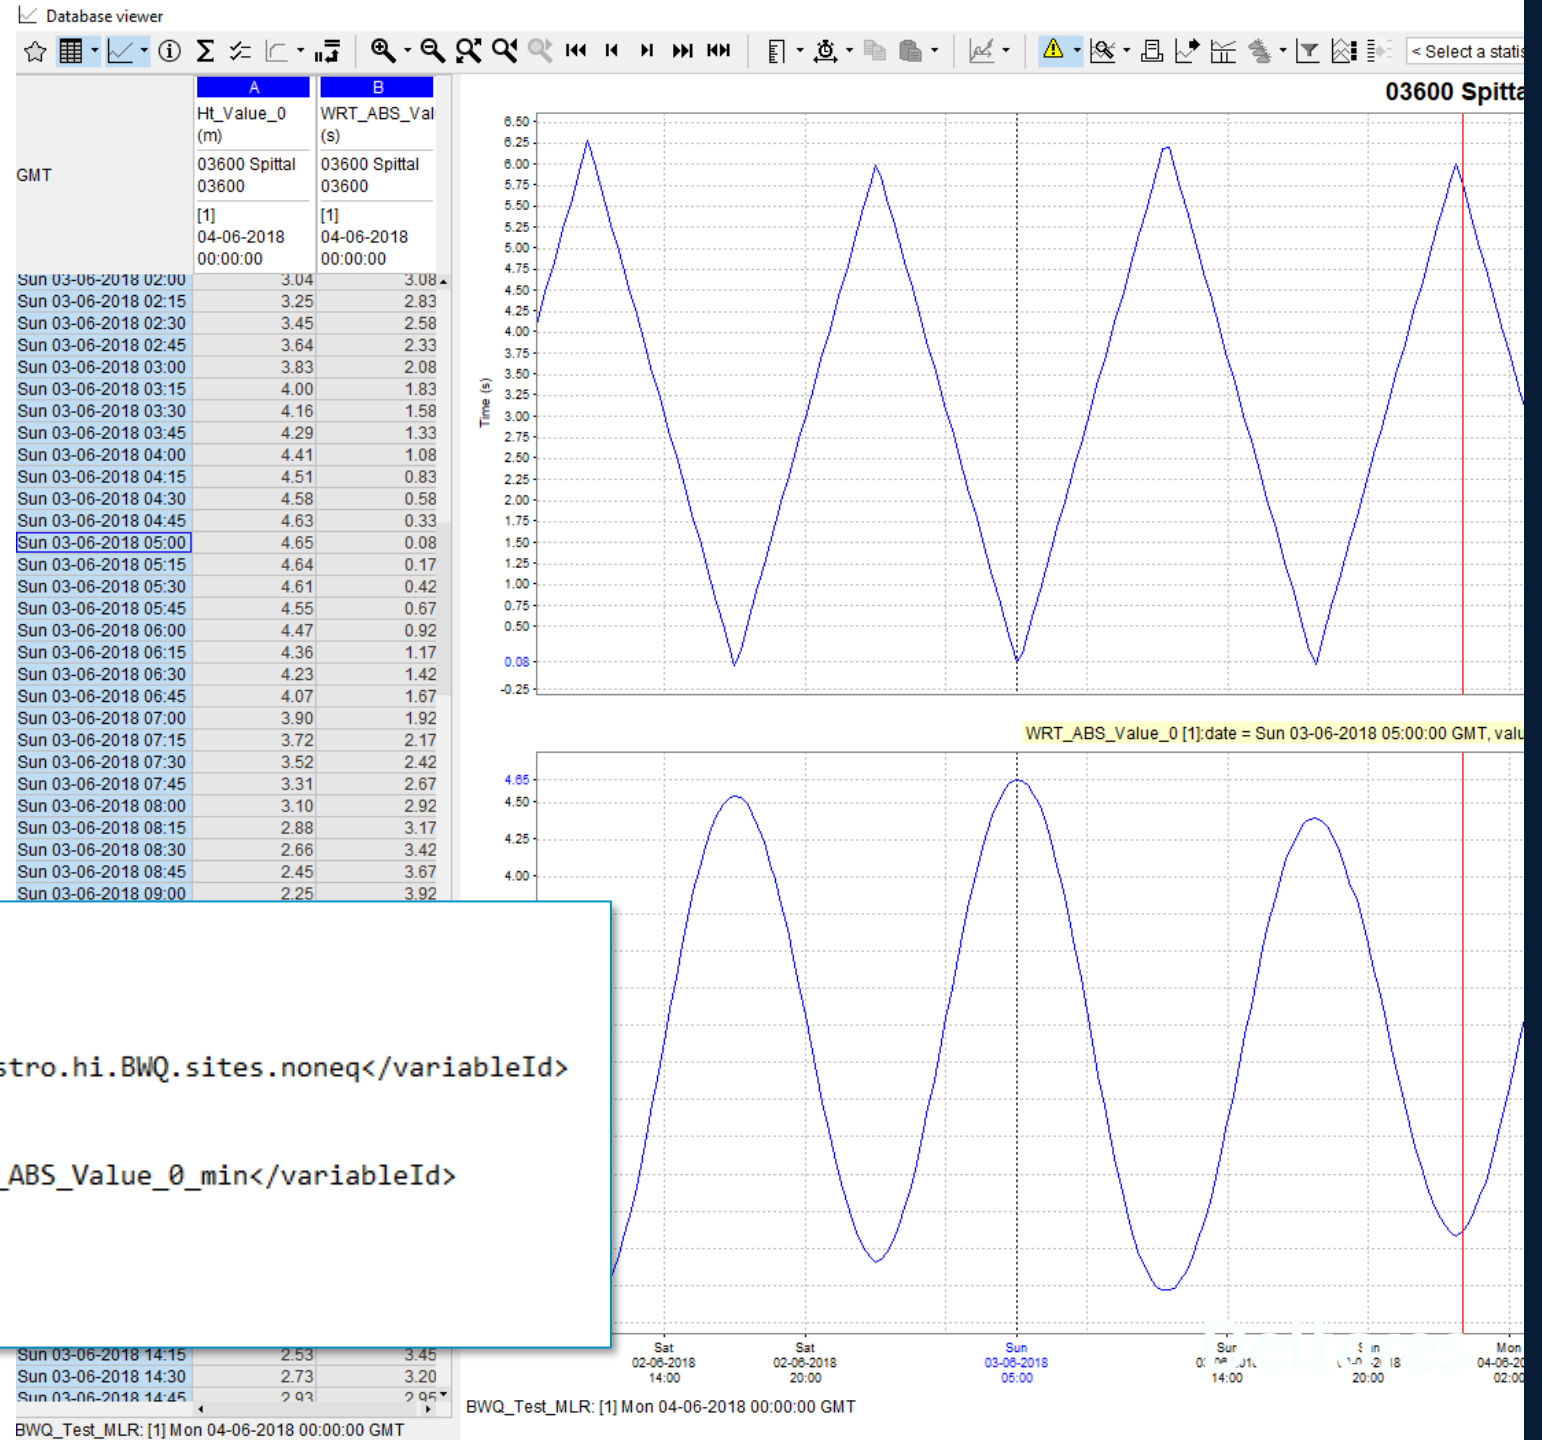 Database viewer
< Select a statis
A B
GMT
Ht_Value_0 WRT_ABS_Val
(m) (s)
03600 Spittal 03600 Spittal
03600 03600
[1] [1]
04-06-2018 04-06-2018
00:00:00 00:00:00
Sun 03-06-2018 02:00 3.04 3.08
Sun 03-06-2018 02:15 3.25 2.83
Sun 03-06-2018 02:30 3.45 2.58
Sun 03-06-2018 02:45 3.64 2.33
Sun 03-06-2018 03:00 3.83 2.08
Sun 03-06-2018 03:15 4.00 1.83
Sun 03-06-2018 03:30 4.16 1.58
Sun 03-06-2018 03:45 4.29 1.33
Sun 03-06-2018 04:00 4.41 1.08
Sun 03-06-2018 04:15 4.51 0.83
Sun 03-06-2018 04:30 4.58 0.58
Sun 03-06-2018 04:45 4.63 0.33
Sun 03-06-2018 05:00 4.65 0.08
Sun 03-06-2018 05:15 4.64 0.17
Sun 03-06-2018 05:30 4.61 0.42
Sun 03-06-2018 05:45 4.55 0.67
Sun 03-06-2018 06:00 4.47 0.92
Sun 03-06-2018 06:15 4.36 1.17
Sun 03-06-2018 06:30 4.23 1.42
Sun 03-06-2018 06:45 4.07 1.67
Sun 03-06-2018 07:00 3.90 1.92
Sun 03-06-2018 07:15 3.72 2.17
Sun 03-06-2018 07:30 3.52 2.42
Sun 03-06-2018 07:45 3.31 2.67
Sun 03-06-2018 08:00 3.10 2.92
Sun 03-06-2018 08:15 2.88 3.17
Sun 03-06-2018 08:30 2.66 3.42
Sun 03-06-2018 08:45 2.45 3.67
Sun 03-06-2018 09:00 2.25 3.92
stro.hi.BWQ.sites.noneq</variableId>
_ABS_Value_0_min</variableId>
Sun 03-06-2018 14:15 2.53 3.45
Sun 03-06-2018 14:30 2.73 3.20
Sun 03-06-2018 14:45 2.93 2.95
BWQ_Test_MLR: [1] Mon 04-06-2018 00:00:00 GMT
03600 Spitta
6.50
6.25
6.00
5.75
5.50
5.25
5.00
4.75
4.50
4.25
4.00
3.75
3.50
3.25
3.00
2.75
2.50
2.25
2.00
1.75
1.50
1.25
1.00
0.75
0.50
0.08
-0.25
Time (s)
WRT_ABS_Value_0 [1]:date = Sun 03-06-2018 05:00:00 GMT, valu
4.65
4.50
4.25
4.00
Sat Sat Sun Sun Mon
02-06-2018 02-06-2018 03-06-2018 04-06-20
14:00 20:00 05:00 14:00 20:00 02:00
BWQ_Test_MLR: [1] Mon 04-06-2018 00:00:00 GMT